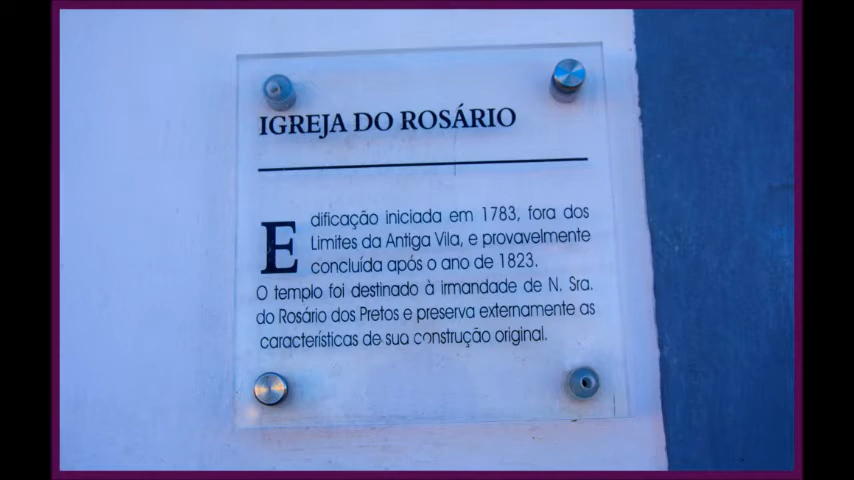 IGREJA DO ROSÁRIO
Edificação iniciada em 1783, fora dos
Limites da Antiga Vila, e provavelmente
concluída após o ano de 1823.
O templo foi destinado à irmandade de N. Sra.
do Rosário dos Pretos e preserva externamente as
características de sua construção original.